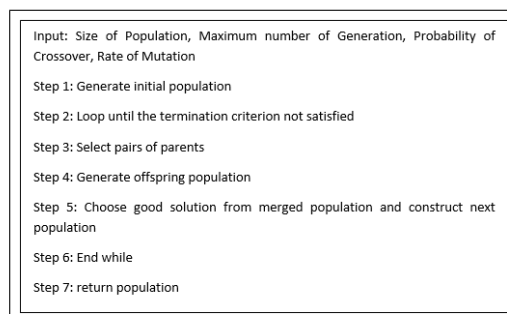 Input: Size of Population, Maximum number of Generation, Probability of
Crossover, Rate of Mutation
Step 1: Generate initial population
Step 2: Loop until the termination criterion not satisfied
Step 3: Select pairs of parents
Step 4: Generate offspring population
Step 5: Choose good solution from merged population and construct next
population
Step 6: End while
Step 7: return population